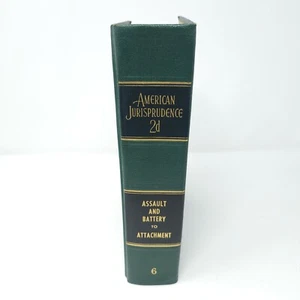 AMERICAN
JURISPRUDENCE
2d
ASSAULT
AND
BATTERY
TO
ATTACHMENT
6